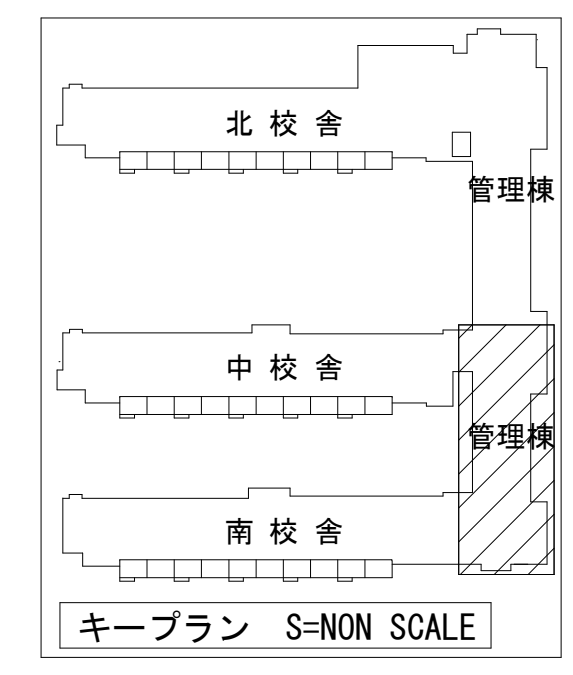 北 校 舎
管理棟
中 校 舎
管理棟
南 校 舎
キープラン　S=NON SCALE